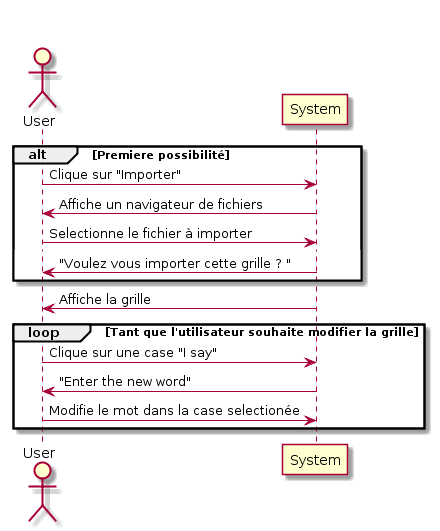 User
System
alt [Premiere possibilité]
Clique sur "Importer"
Affiche un navigateur de fichiers
Selectionne le fichier à importer
"Voulez vous importer cette grille ? "
Affiche la grille
loop [Tant que l'utilisateur souhaite modifier la grille]
Clique sur une case "I say"
"Enter the new word"
Modifie le mot dans la case selectionée
User
System